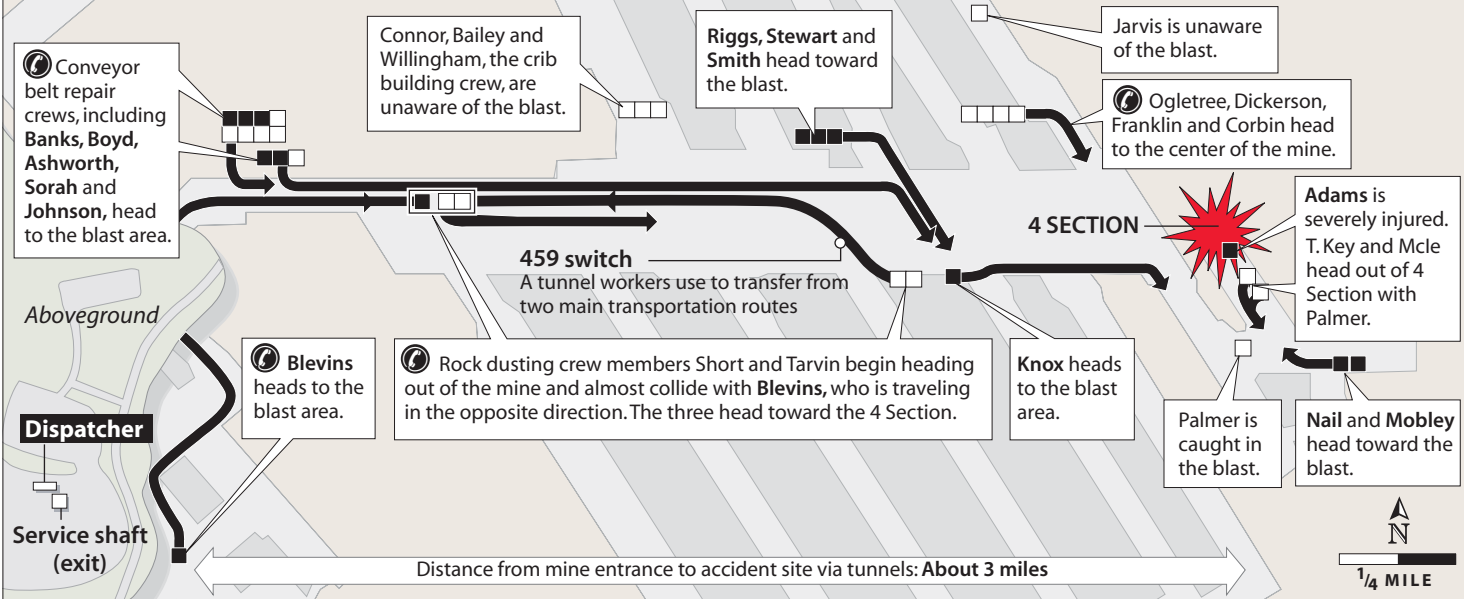 Conveyor
belt repair
crews, including
Banks, Boyd,
Ashworth,
Sorah and
Johnson, head
to the blast area.
Connor, Bailey and
Willingham, the crib
building crew, are
unaware of the blast.
Riggs, Stewart and
Smith head toward
the blast.
Jarvis is unaware
of the blast.
Ogletree, Dickerson,
Franklin and Corbin head
to the center of the mine.
4 SECTION
Adams is
severely injured.
T. Key and McIe
head out of 4
Section with
Palmer.
459 switch
A tunnel workers use to transfer from
two main transportation routes
Aboveground
Blevins
heads to the
blast area.
Rock dusting crew members Short and Tarvin begin heading
out of the mine and almost collide with Blevins, who is traveling
in the opposite direction. The three head toward the 4 Section.
Knox heads
to the blast
area.
Palmer is
caught in
the blast.
Nail and Mobley
head toward the
blast.
Dispatcher
Service shaft
(exit)
Distance from mine entrance to accident site via tunnels: About 3 miles
N
1/4 MILE